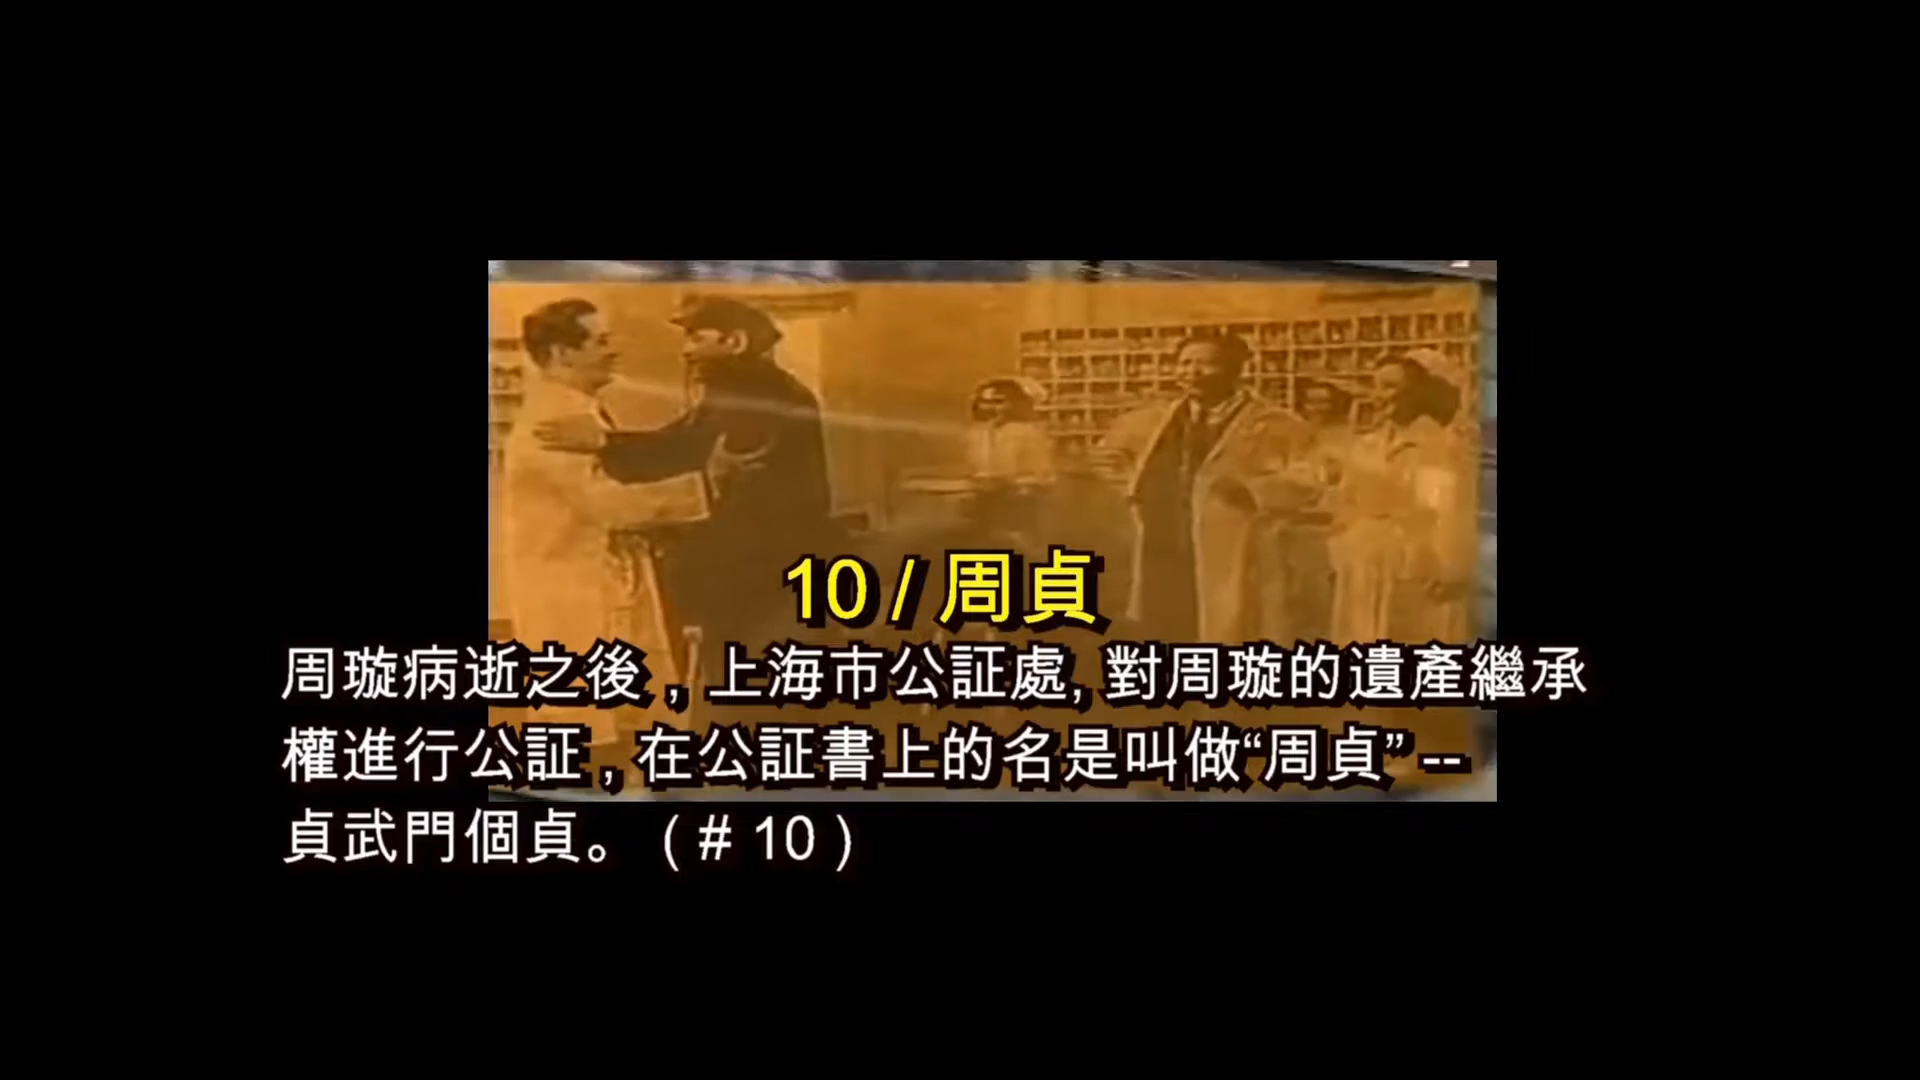 10 / 周貞
周璇病逝之後 , 上海市公証處, 對周璇的遺產繼承
權進行公証 , 在公証書上的名是叫做“周貞” --
貞武門個貞。 ( # 10 )